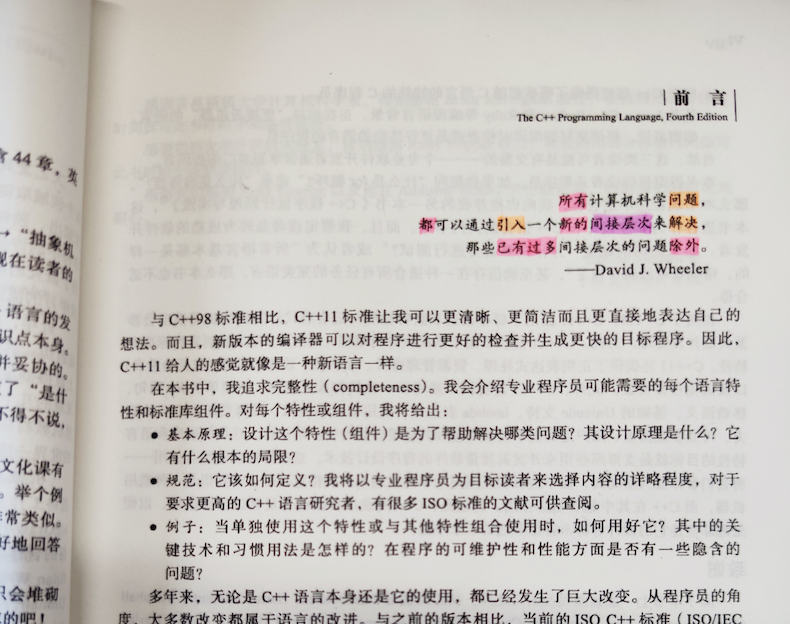 含 44 章，英
→ “抽象机
现在读者的
语言的发
识点本身。
并妥协的。
了“是什
不得不说，
文化课有
。举个例
非常类似。
好地回答
只会堆砌
的吧！
前 言
The C++ Programming Language, Fourth Edition
所有计算机科学问题，
都可以通过引入一个新的间接层次来解决，
那些已有过多间接层次的问题除外。
——David J. Wheeler
与 C++98 标准相比，C++11 标准让我可以更清晰、更简洁而且更直接地表达自己的
想法。而且，新版本的编译器可以对程序进行更好的检查并生成更快的目标程序。因此，
C++11 给人的感觉就像是一种新语言一样。
在本书中，我追求完整性（completeness）。我会介绍专业程序员可能需要的每个语言特
性和标准库组件。对每个特性或组件，我将给出：
● 基本原理：设计这个特性（组件）是为了帮助解决哪类问题？其设计原理是什么？它
有什么根本的局限？
● 规范：它该如何定义？我将以专业程序员为目标读者来选择内容的详略程度，对于
要求更高的 C++ 语言研究者，有很多 ISO 标准的文献可供查阅。
● 例子：当单独使用这个特性或与其他特性组合使用时，如何用好它？其中的关
键技术和习惯用法是怎样的？在程序的可维护性和性能方面是否有一些隐含的
问题？
多年来，无论是 C++ 语言本身还是它的使用，都已经发生了巨大改变。从程序员的角
度，大多数改变都属于语言的改进。与之前的版本相比，当前的 ISO C++ 标准（ISO/IEC